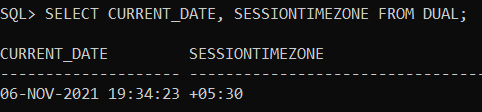 SQL> SELECT CURRENT_DATE, SESSIONTIMEZONE FROM DUAL;
CURRENT_DATE         SESSIONTIMEZONE
-------------------- ---------------------------------
06-NOV-2021 19:34:23 +05:30